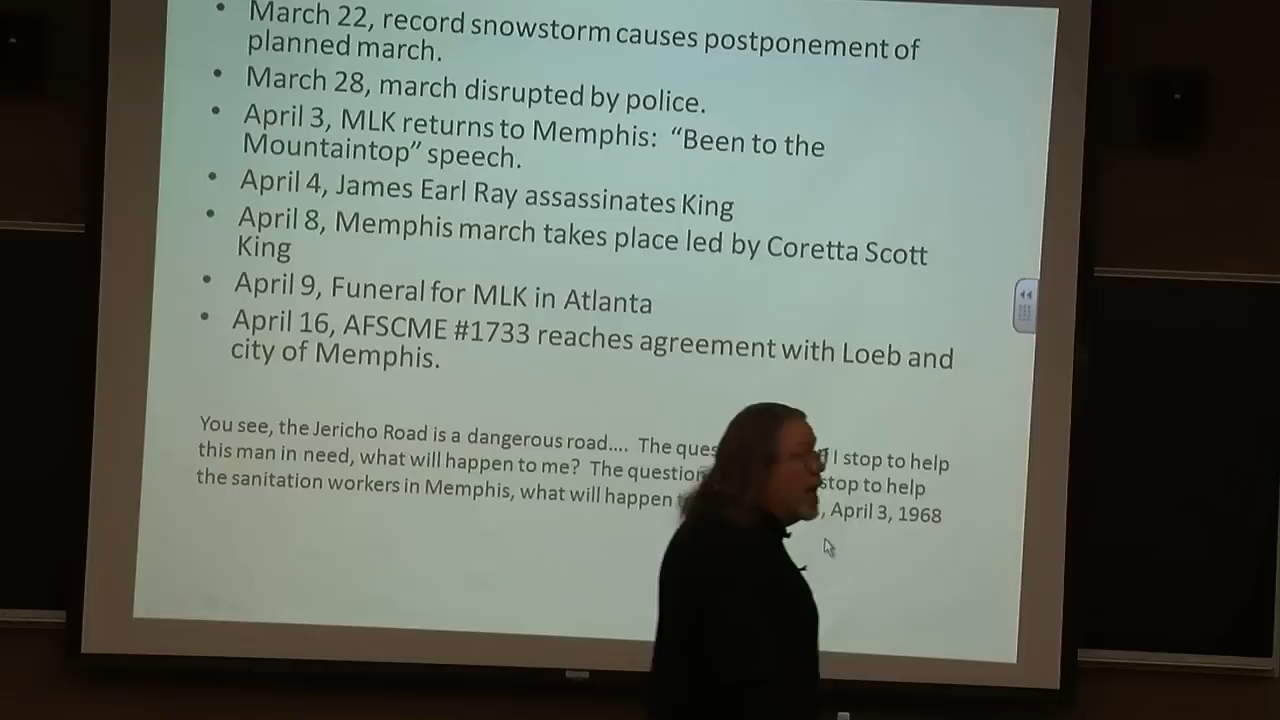 • March 22, record snowstorm causes postponement of
planned march.
• March 28, march disrupted by police.
• April 3, MLK returns to Memphis: “Been to the
Mountaintop” speech.
• April 4, James Earl Ray assassinates King
• April 8, Memphis march takes place led by Coretta Scott
King
• April 9, Funeral for MLK in Atlanta
• April 16, AFSCME #1733 reaches agreement with Loeb and
city of Memphis.
You see, the Jericho Road is a dangerous road.... The I stop to help
this man in need, what will happen to me? The question stop to help
the sanitation workers in Memphis, what will happen , April 3, 1968